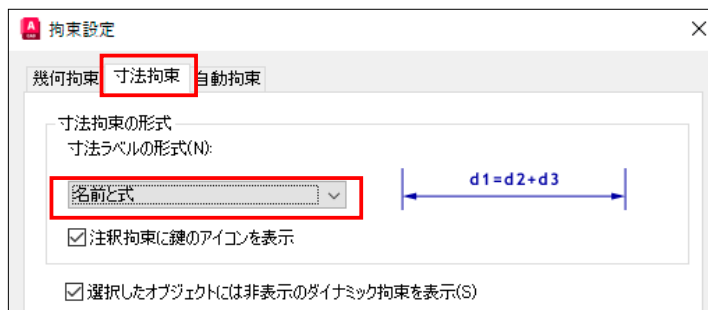 拘束設定
幾何拘束 寸法拘束 自動拘束
寸法拘束の形式
寸法ラベルの形式(N):
名前と式
d1=d2+d3
注釈拘束に鍵のアイコンを表示
選択したオブジェクトには非表示のダイナミック拘束を表示(S)